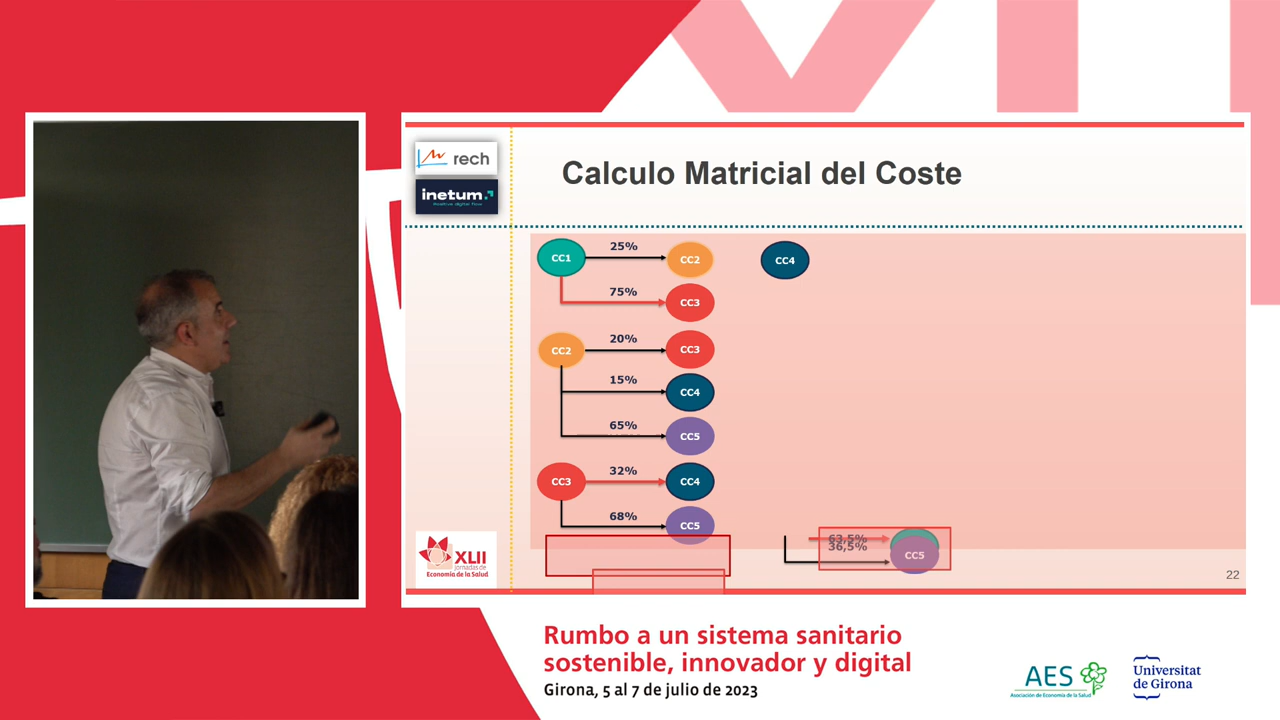 rech
inetum.
Positive digital flow
Calculo Matricial del Coste
CC1
25%
CC2
CC4
75%
CC3
CC2
20%
CC3
15%
CC4
65%
CC5
CC3
32%
CC4
68%
CC5
63,5%
36,5%
CC5
22
XLII
Jornadas de
Economía de la Salud
Rumbo a un sistema sanitario
sostenible, innovador y digital
Girona, 5 al 7 de julio de 2023
AES
Asociación de Economía de la Salud
Universitat
de Girona